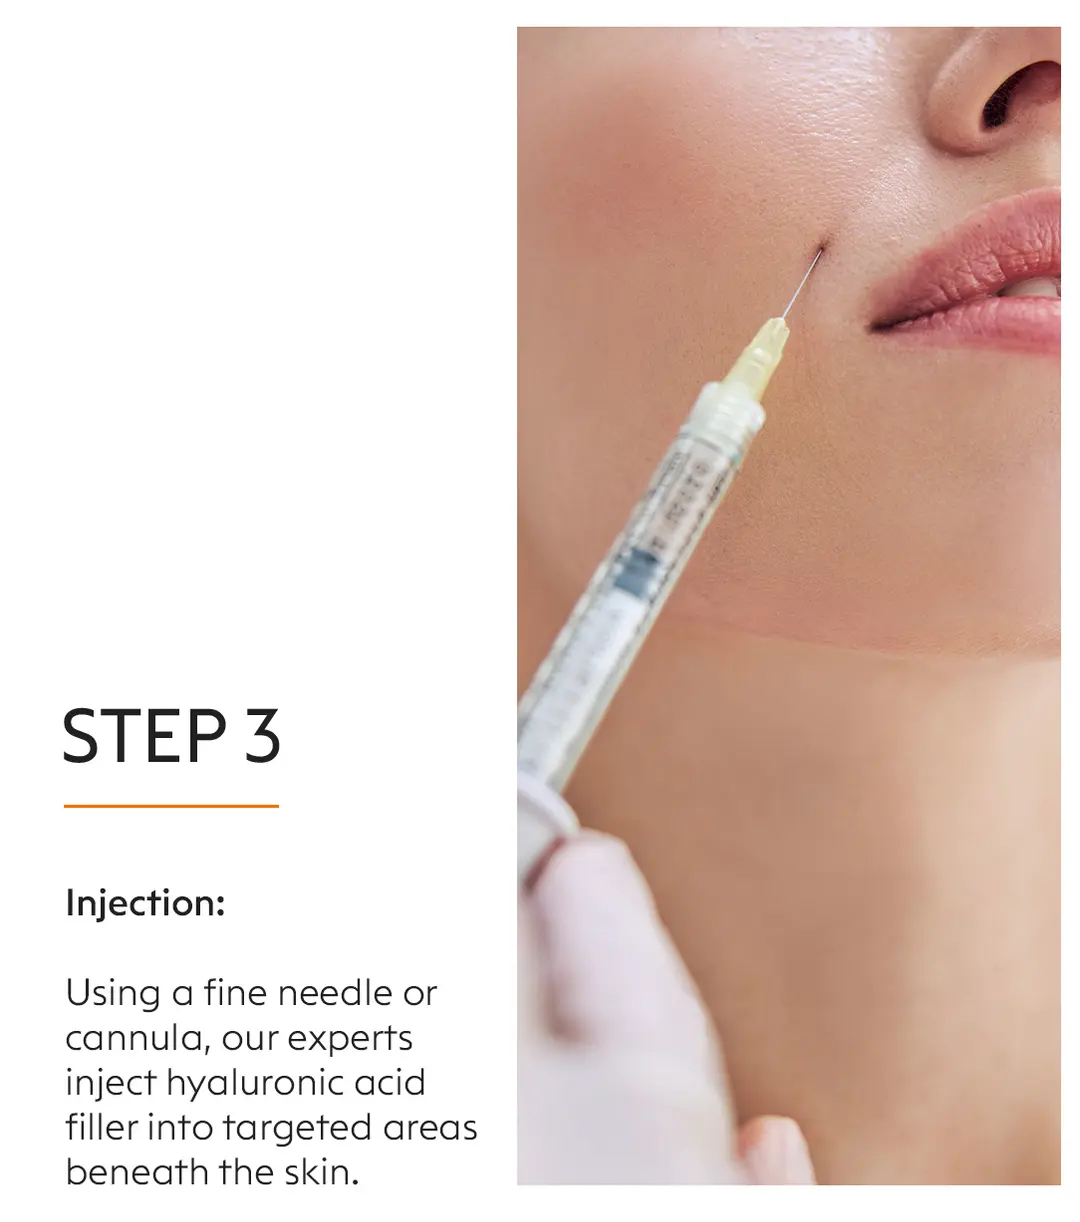 STEP 3
Injection:
Using a fine needle or
cannula, our experts
inject hyaluronic acid
filler into targeted areas
beneath the skin.